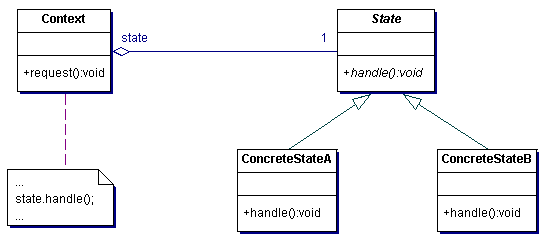 Context
+request():void
state
1
State
+handle():void
...
state.handle();
...
ConcreteStateA
+handle():void
ConcreteStateB
+handle():void